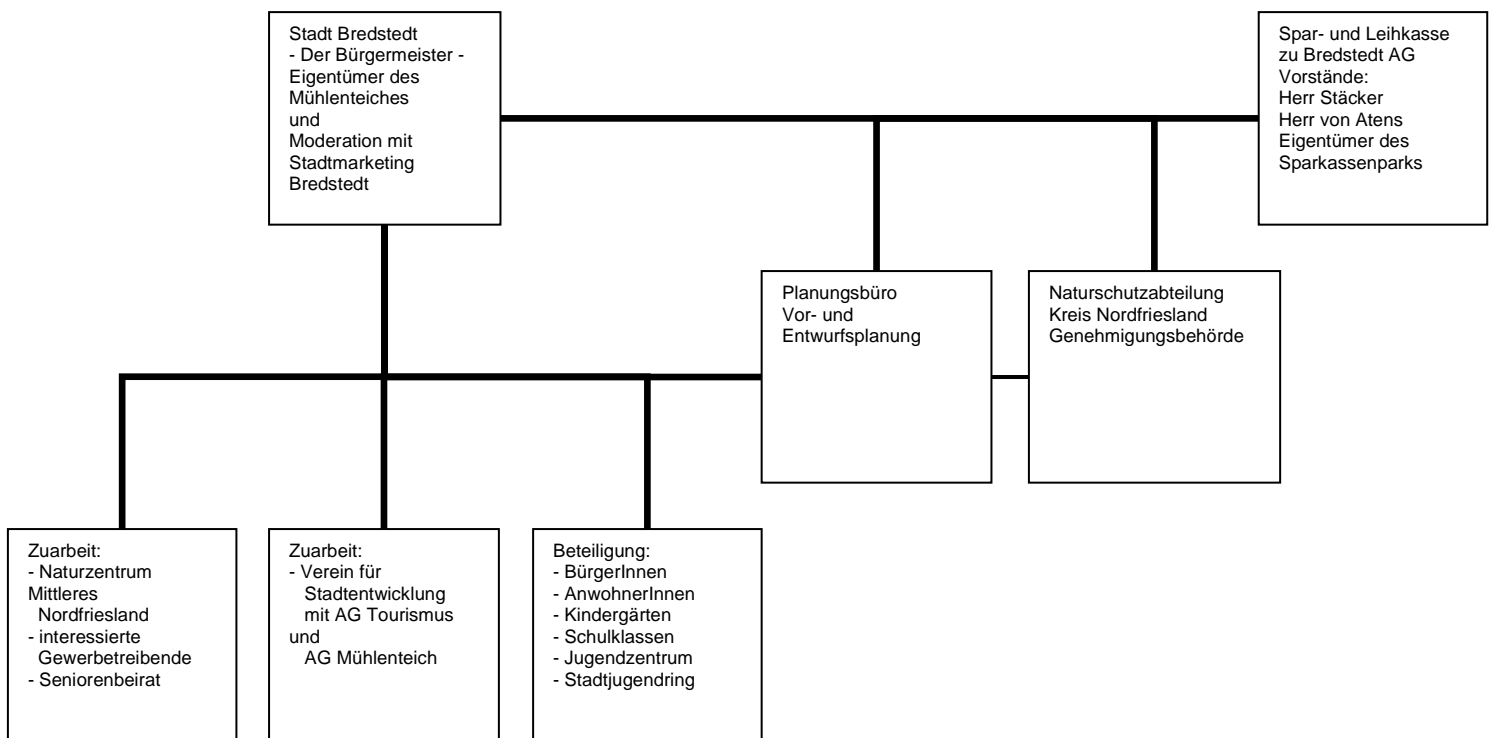 Stadt Bredstedt
- Der Bürgermeister -
Eigentümer des
Mühlenteiches
und
Moderation mit
Stadtmarketing
Bredstedt
Spar- und Leihkasse
zu Bredstedt AG
Vorstände:
Herr Stäcker
Herr von Atens
Eigentümer des
Sparkassenparks
Planungsbüro
Vor- und
Entwurfsplanung
Naturschutzabteilung
Kreis Nordfriesland
Genehmigungsbehörde
Zuarbeit:
- Naturzentrum
Mittleres
Nordfriesland
- interessierte
Gewerbetreibende
- Seniorenbeirat
Zuarbeit:
- Verein für
Stadtentwicklung
mit AG Tourismus
und
AG Mühlenteich
Beteiligung:
- BürgerInnen
- AnwohnerInnen
- Kindergärten
- Schulklassen
- Jugendzentrum
- Stadtjugendring